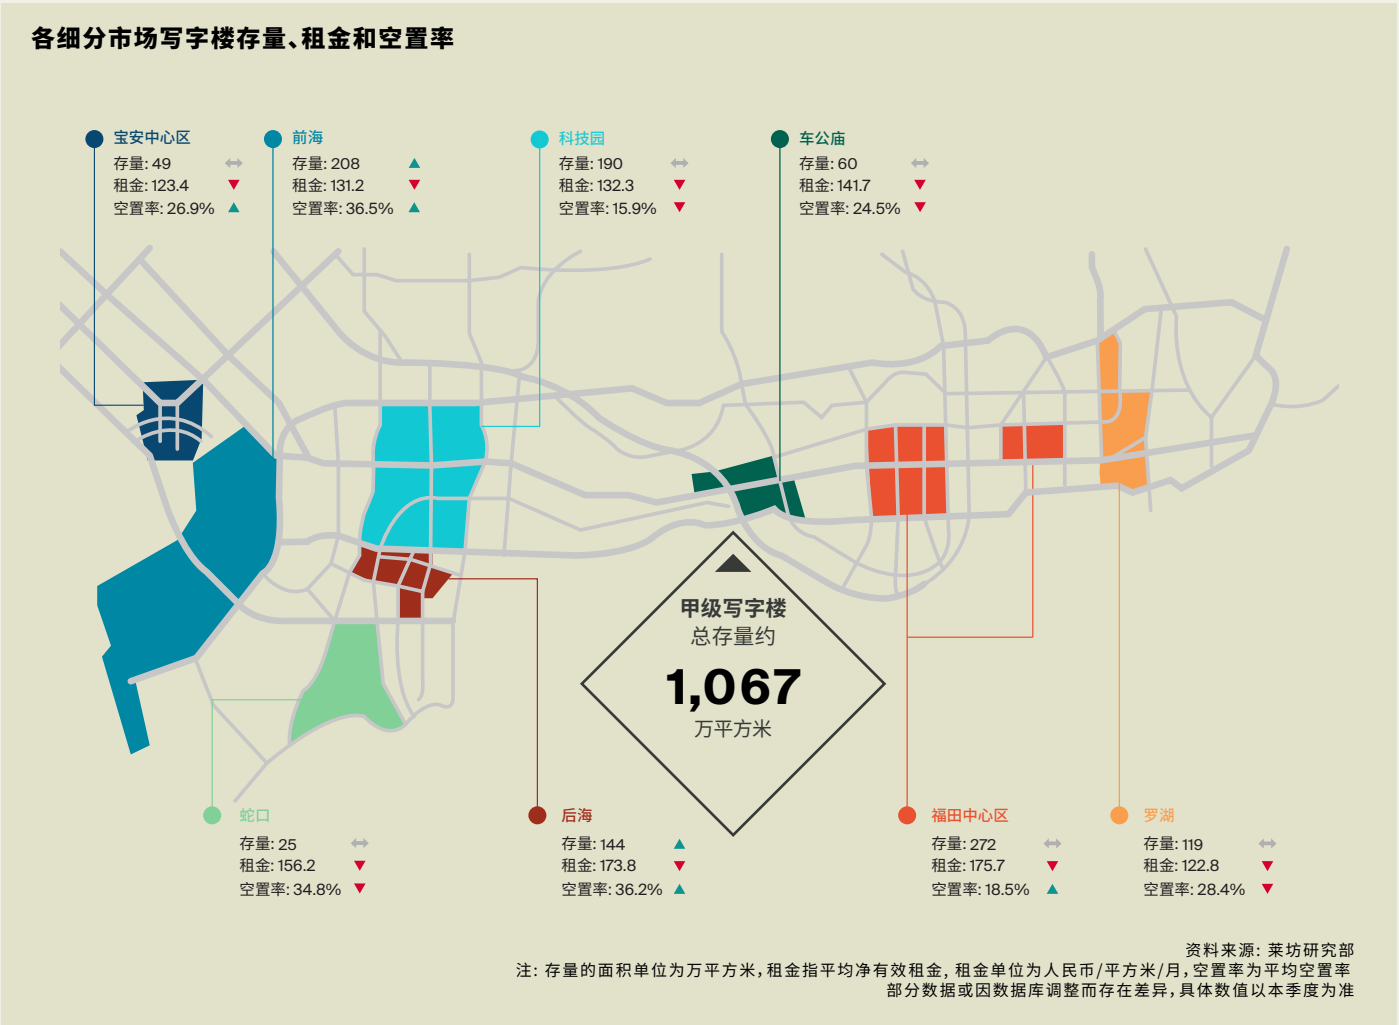 各细分市场写字楼存量、租金和空置率
宝安中心区
存量: 49
租金: 123.4
空置率: 26.9%
前海
存量: 208
租金: 131.2
空置率: 36.5%
科技园
存量: 190
租金: 132.3
空置率: 15.9%
车公庙
存量: 60
租金: 141.7
空置率: 24.5%
甲级写字楼
总存量约
1,067
万平方米
蛇口
存量: 25
租金: 156.2
空置率: 34.8%
后海
存量: 144
租金: 173.8
空置率: 36.2%
福田中心区
存量: 272
租金: 175.7
空置率: 18.5%
罗湖
存量: 119
租金: 122.8
空置率: 28.4%
资料来源: 莱坊研究部
注: 存量的面积单位为万平方米,租金指平均净有效租金, 租金单位为人民币/平方米/月,空置率为平均空置率
部分数据或因数据库调整而存在差异,具体数值以本季度为准